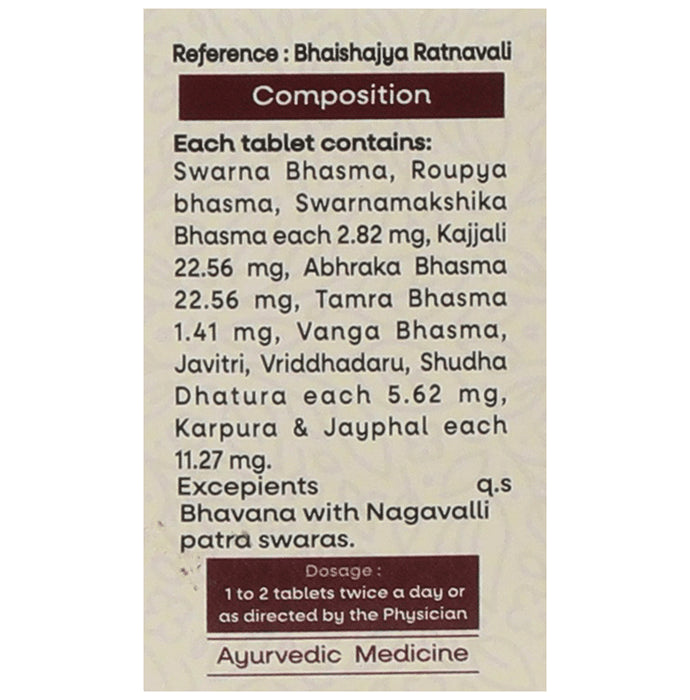 Reference : Bhaishajya Ratnavali
Composition
Each tablet contains:
Swarna Bhasma, Roupya
bhasma, Swarnamakshika
Bhasma each 2.82 mg, Kajjali
22.56 mg, Abhraka Bhasma
22.56 mg, Tamra Bhasma
1.41 mg, Vanga Bhasma,
Javitri, Vriddhadaru, Shudha
Dhatura each 5.62 mg,
Karpura & Jayphal each
11.27 mg.
Excepients q.s
Bhavana with Nagavalli
patra swaras.
Dosage :
1 to 2 tablets twice a day or
as directed by the Physician
Ayurvedic Medicine